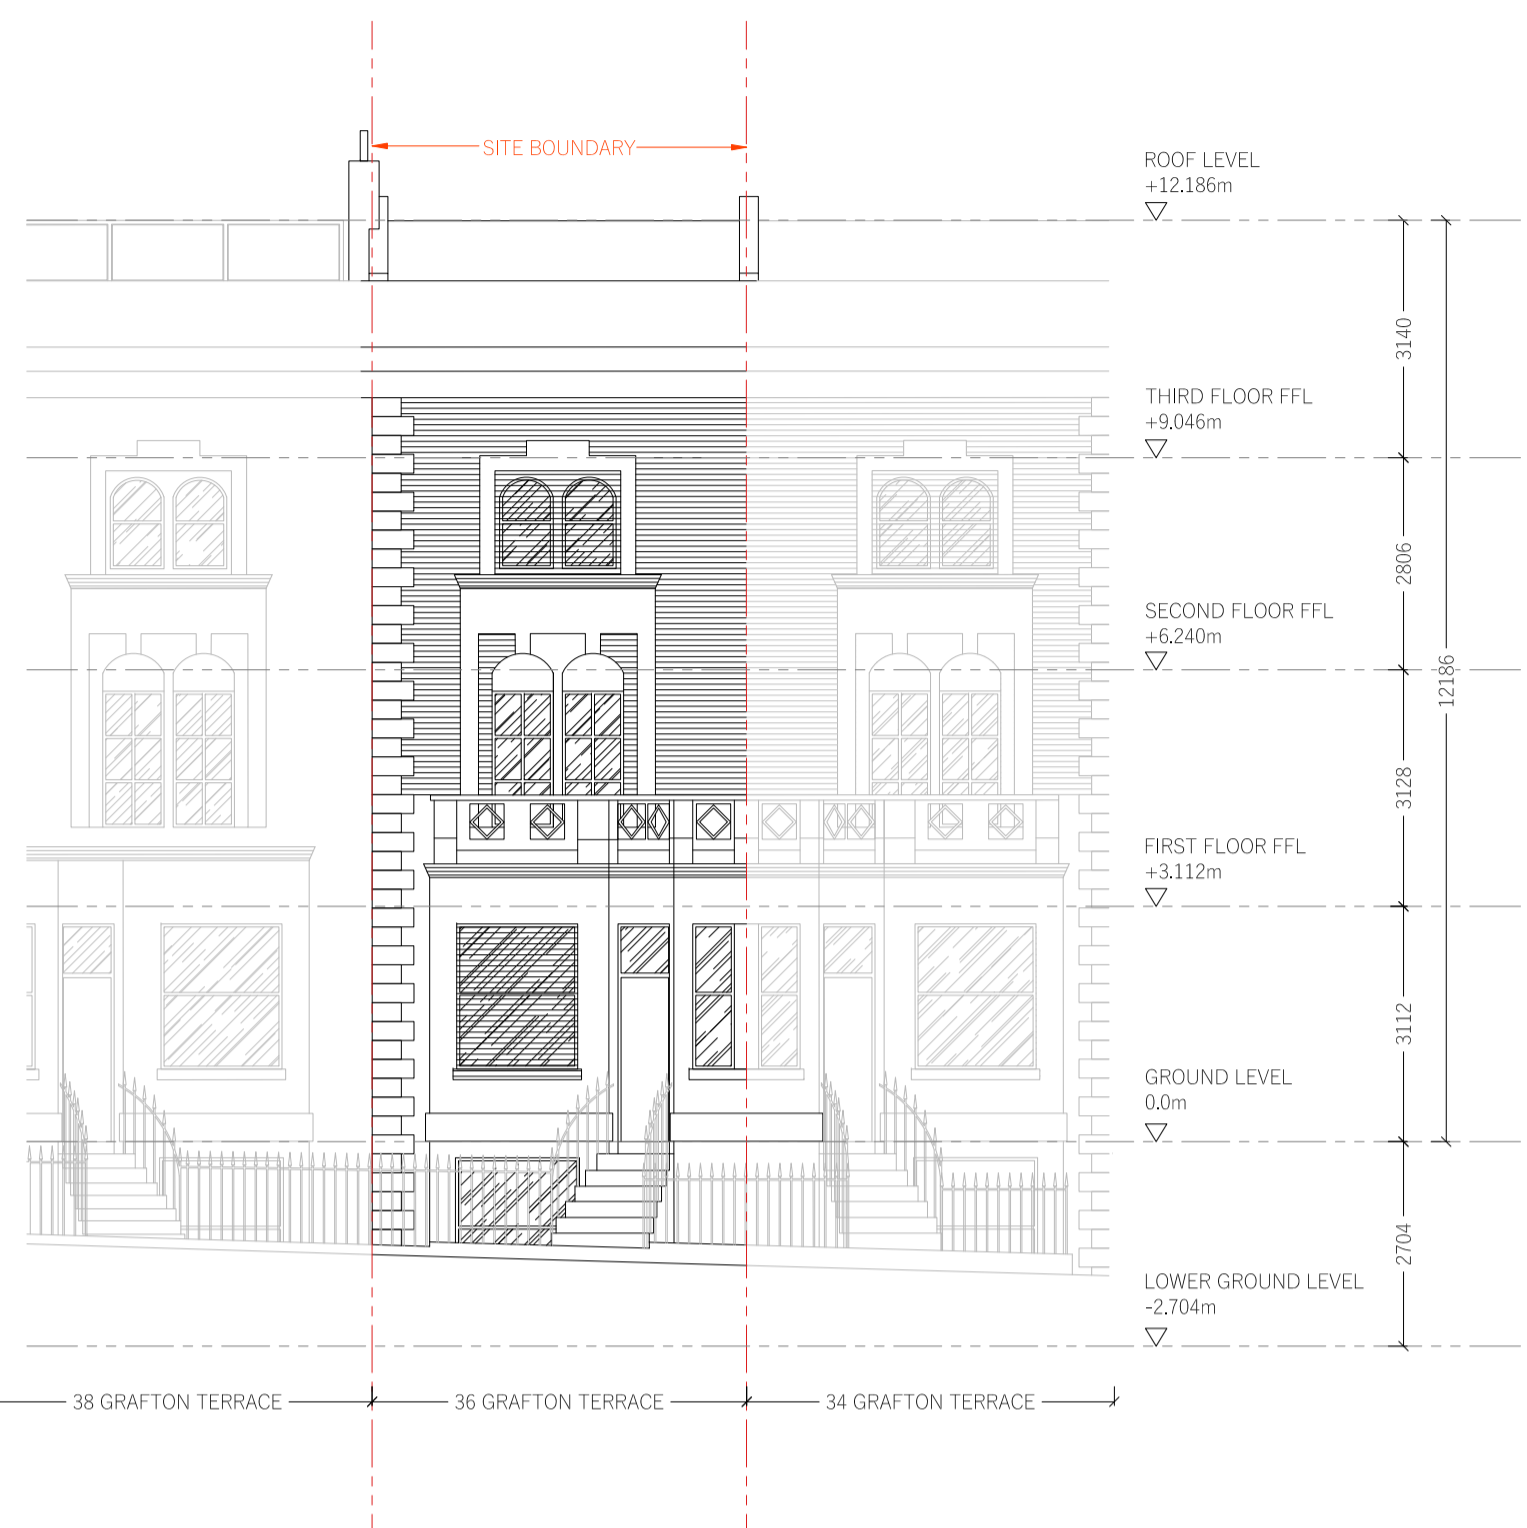 SITE BOUNDARY
ROOF LEVEL
+12.186m
3140
THIRD FLOOR FFL
+9.046m
2806
SECOND FLOOR FFL
+6.240m
12186
3128
FIRST FLOOR FFL
+3.112m
3112
GROUND LEVEL
0.0m
2704
LOWER GROUND LEVEL
-2.704m
38 GRAFTON TERRACE
36 GRAFTON TERRACE
34 GRAFTON TERRACE